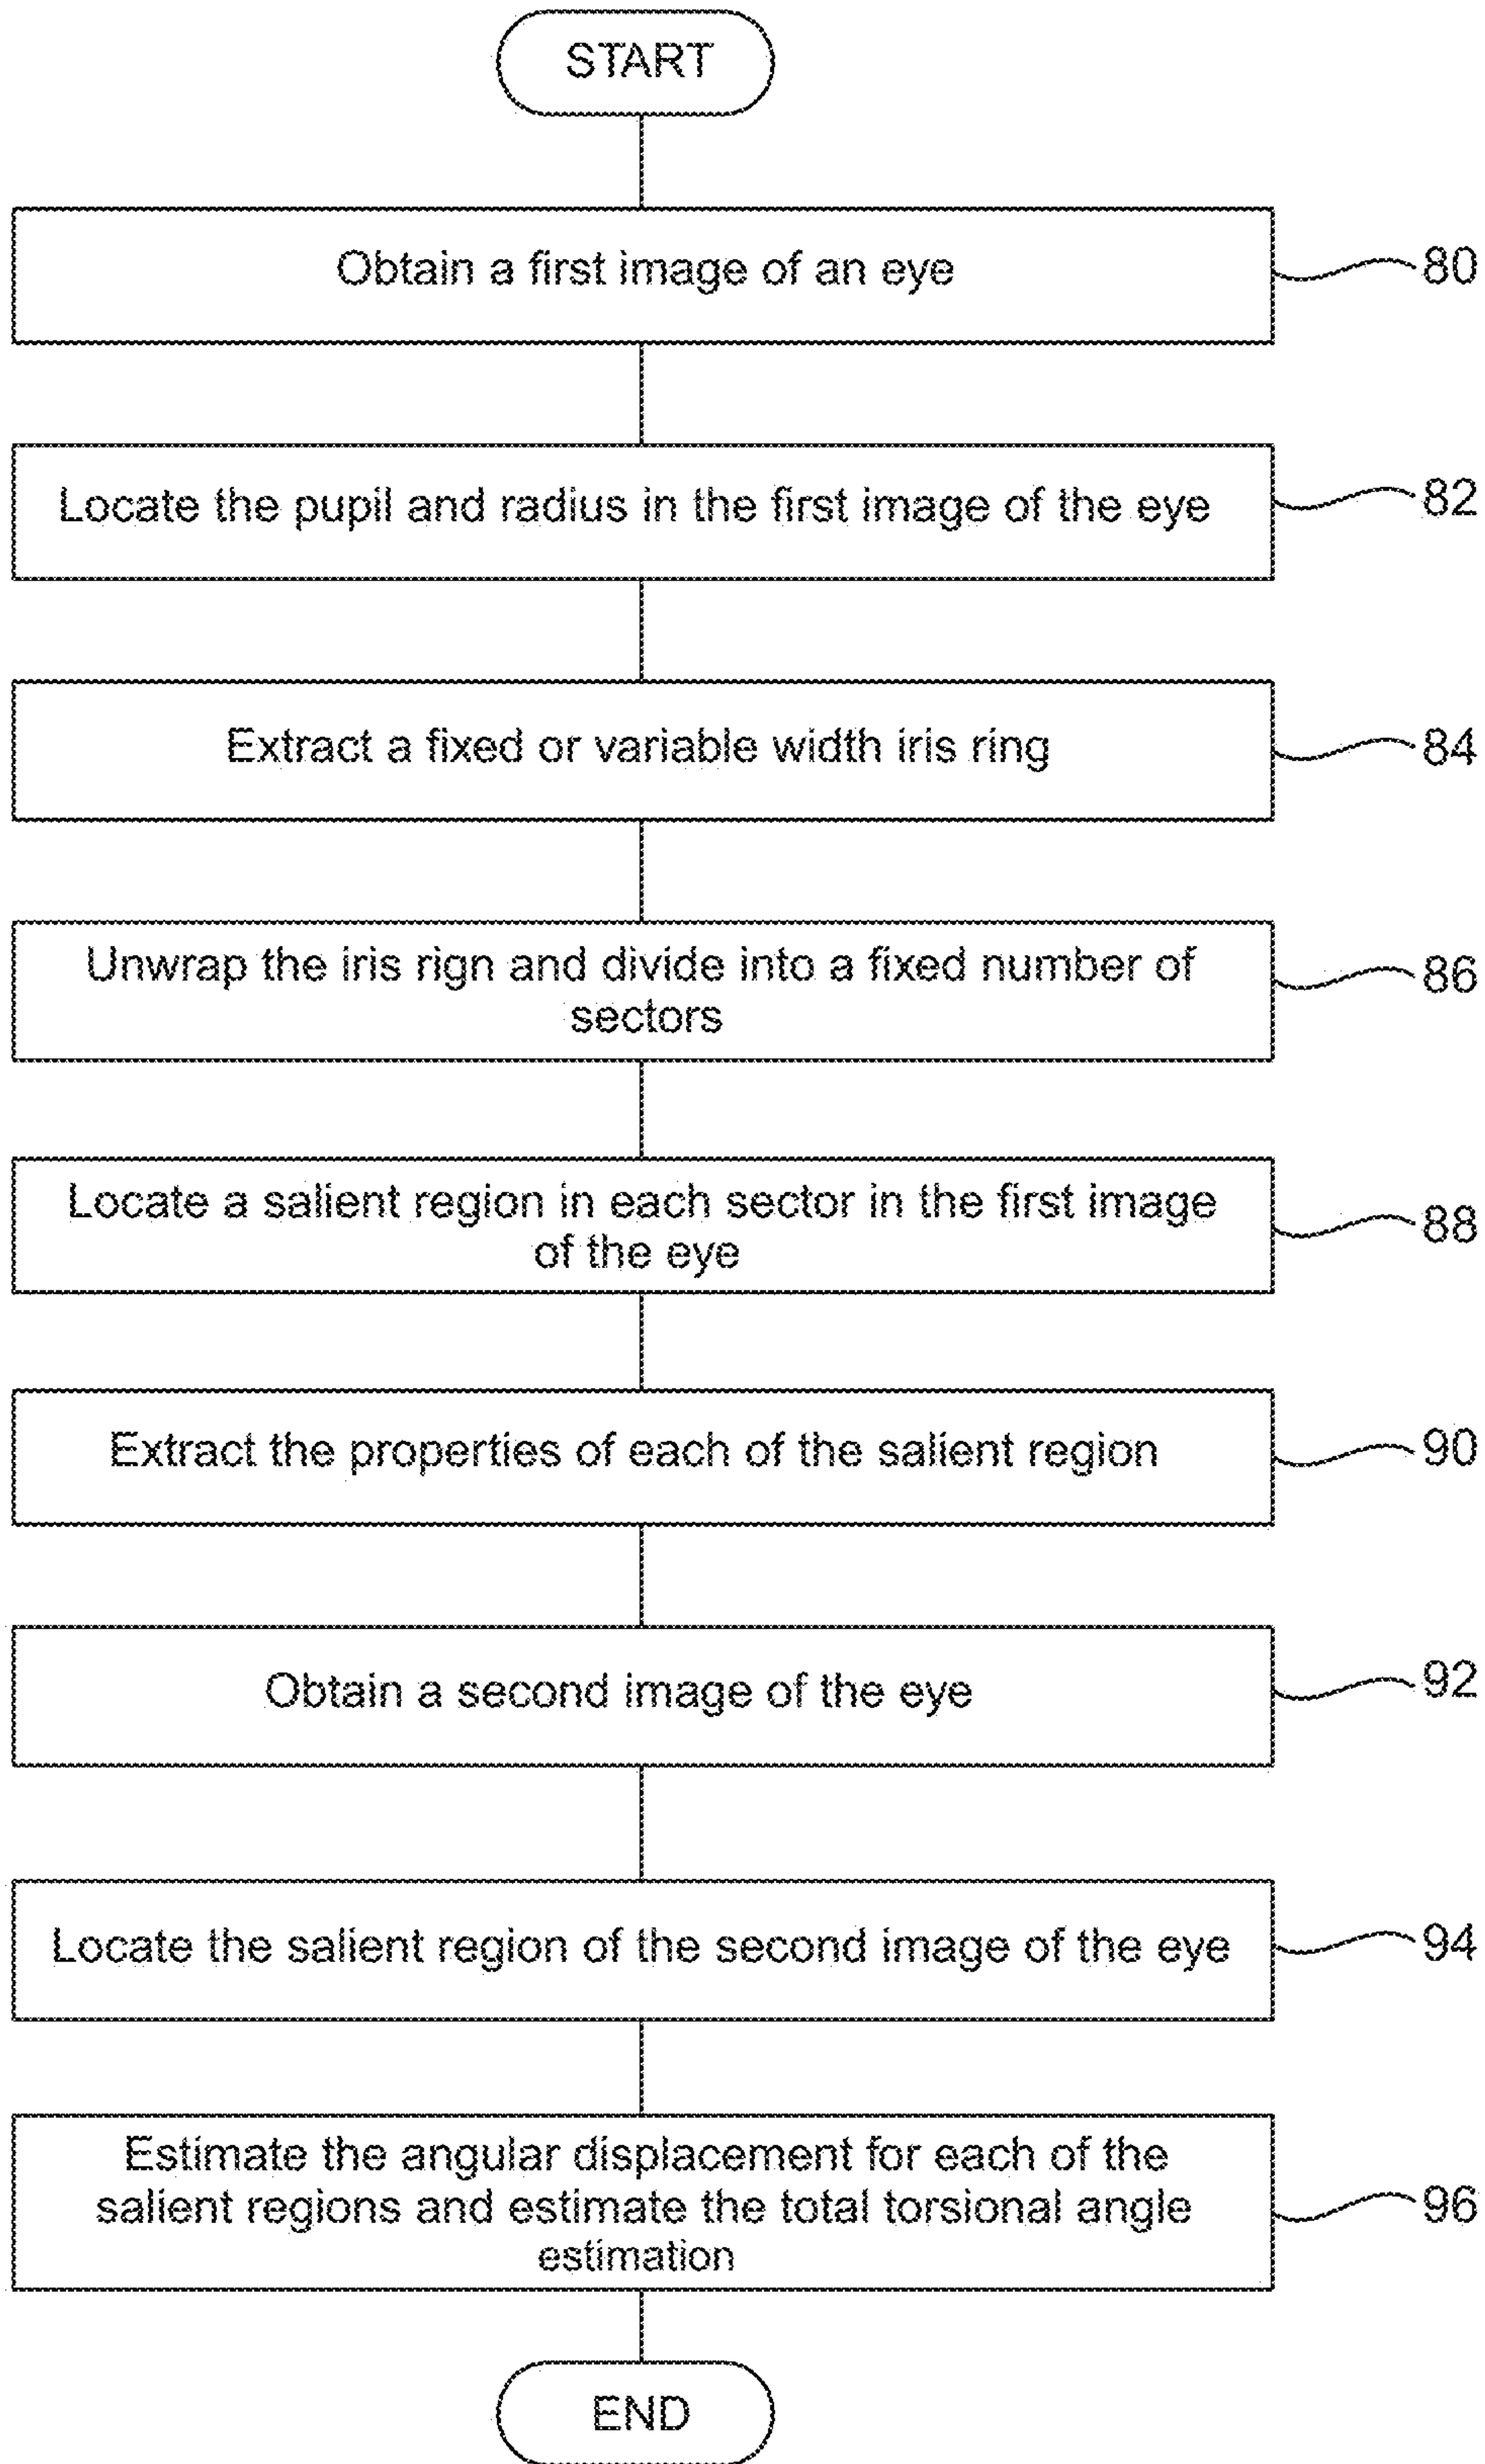 START
Obtain a first image of an eye
80
Locate the pupil and radius in the first image of the eye
82
Extract a fixed or variable width iris ring
84
Unwrap the iris rign and divide into a fixed number of
sectors
86
Locate a salient region in each sector in the first image
of the eye
88
Extract the properties of each of the salient region
90
Obtain a second image of the eye
92
Locate the salient region of the second image of the eye
94
Estimate the angular displacement for each of the
salient regions and estimate the total torsional angle
estimation
96
END